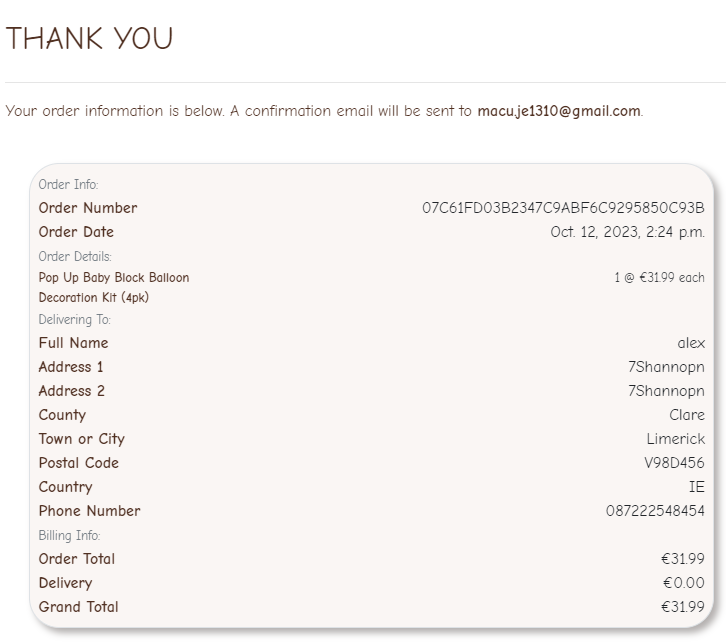 THANK YOU
Your order information is below. A confirmation email will be sent to macu.je1310@gmail.com.
Order Info:
Order Number 07C61FD03B2347C9ABF6C9295850C93B
Order Date Oct. 12, 2023, 2:24 p.m.
Order Details:
Pop Up Baby Block Balloon 1 @ €31.99 each
Decoration Kit (4pk)
Delivering To:
Full Name alex
Address 1 7Shannopn
Address 2 7Shannopn
County Clare
Town or City Limerick
Postal Code V98D456
Country IE
Phone Number 087222548454
Billing Info:
Order Total €31.99
Delivery €0.00
Grand Total €31.99